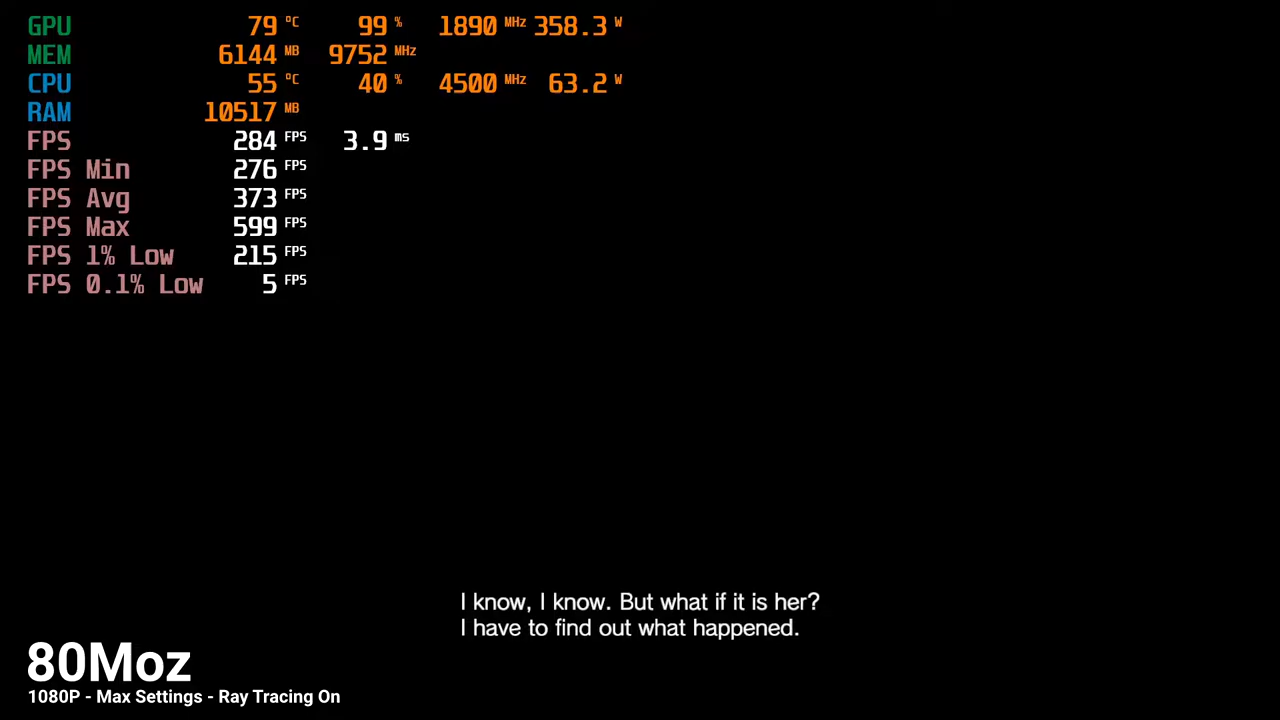 GPU 79 °C 99 % 1890 MHz 358.3 W
MEM 6144 MB 9752 MHz
CPU 55 °C 40 % 4500 MHz 63.2 W
RAM 10517 MB
FPS 284 FPS 3.9 ms
FPS Min 276 FPS
FPS Avg 373 FPS
FPS Max 599 FPS
FPS 1% Low 215 FPS
FPS 0.1% Low 5 FPS
I know, I know. But what if it is her?
I have to find out what happened.
80Moz
1080P - Max Settings - Ray Tracing On